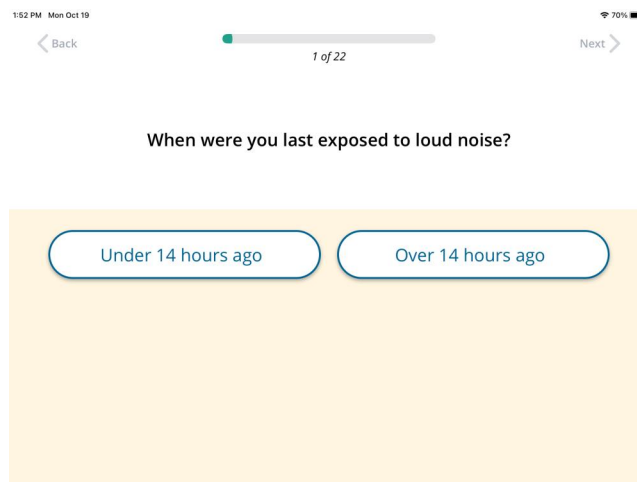 1:52 PM Mon Oct 19
70%
Back
Next
1 of 22
When were you last exposed to loud noise?
Under 14 hours ago
Over 14 hours ago